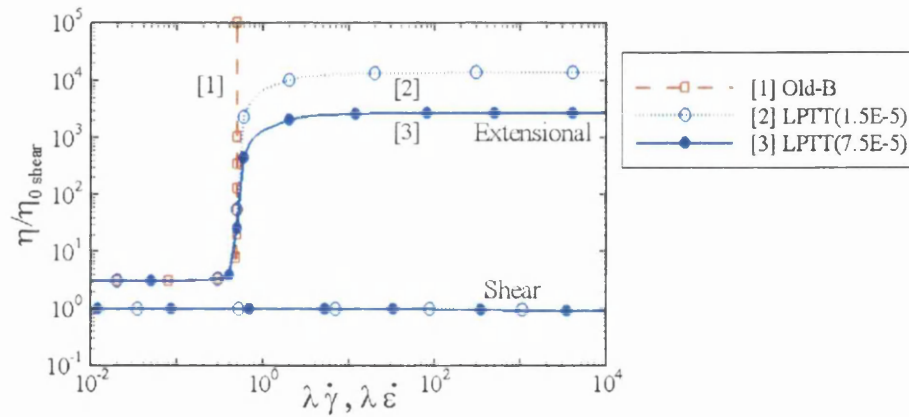 10^5
10^4
10^3
10^2
10^1
10^0
10^-1
η/η0 shear
[1]
[2]
[3]
Extensional
Shear
10^-2
10^0
10^2
10^4
λ γ̇ , λ ε̇
[1] Old-B
[2] LPTT(1.5E-5)
[3] LPTT(7.5E-5)